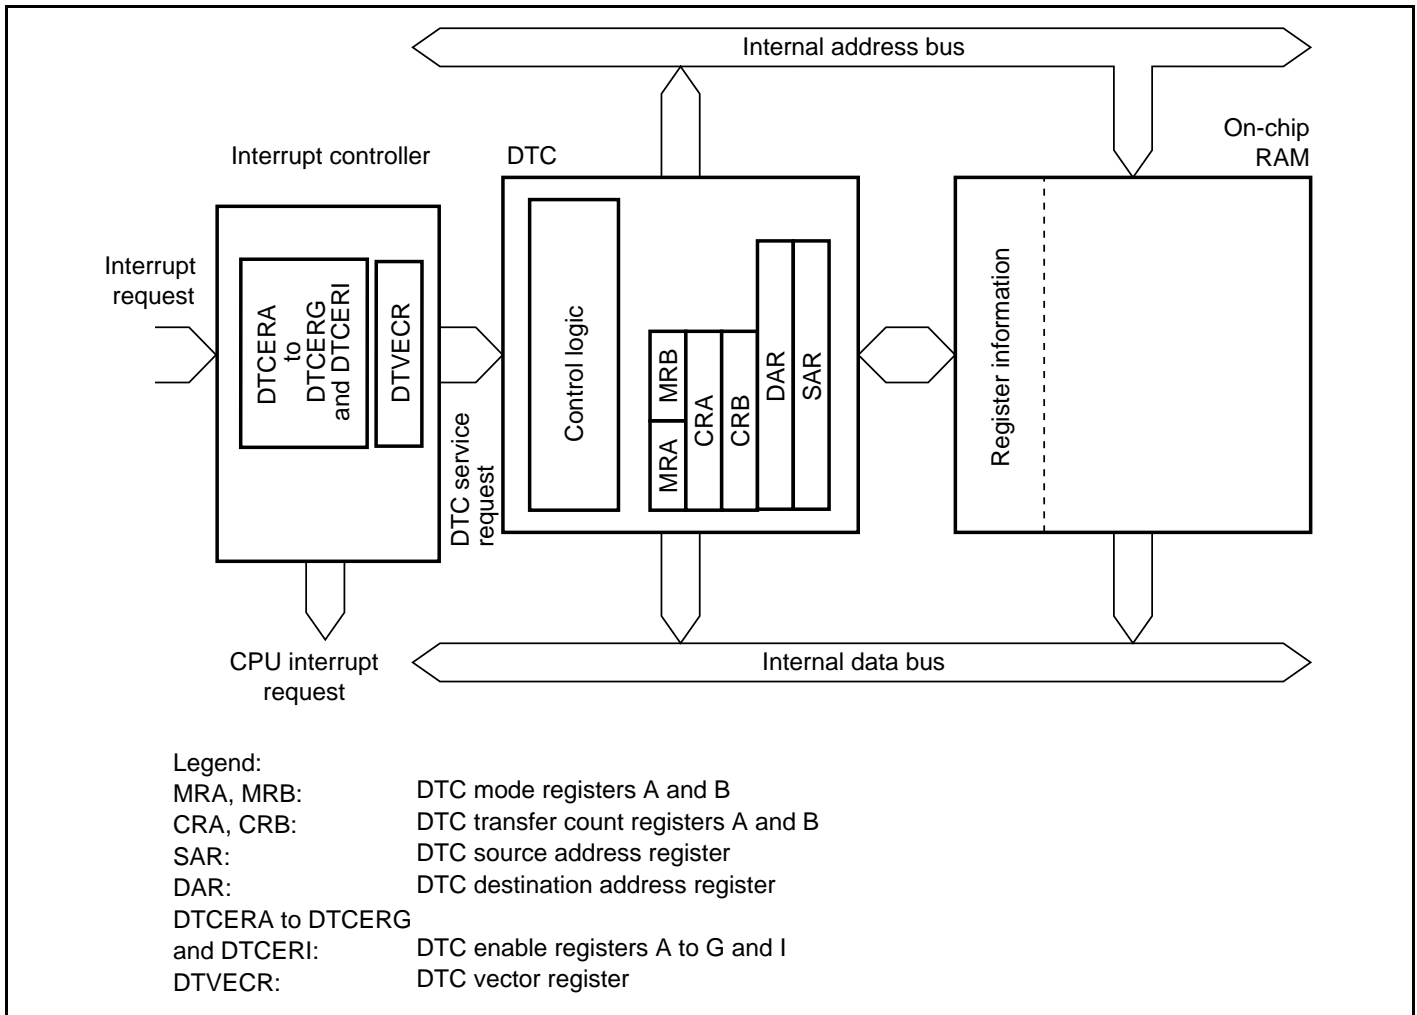 Internal address bus
On-chip
RAM
Interrupt controller
DTC
Interrupt
request
DTCERA
to
DTCERG
and DTCERI
DTVECR
DTC service
request
Control logic
MRA
MRB
CRA
CRB
DAR
SAR
Register information
CPU interrupt
request
Internal data bus
Legend:
MRA, MRB: DTC mode registers A and B
CRA, CRB: DTC transfer count registers A and B
SAR: DTC source address register
DAR: DTC destination address register
DTCERA to DTCERG
and DTCERI: DTC enable registers A to G and I
DTVECR: DTC vector register